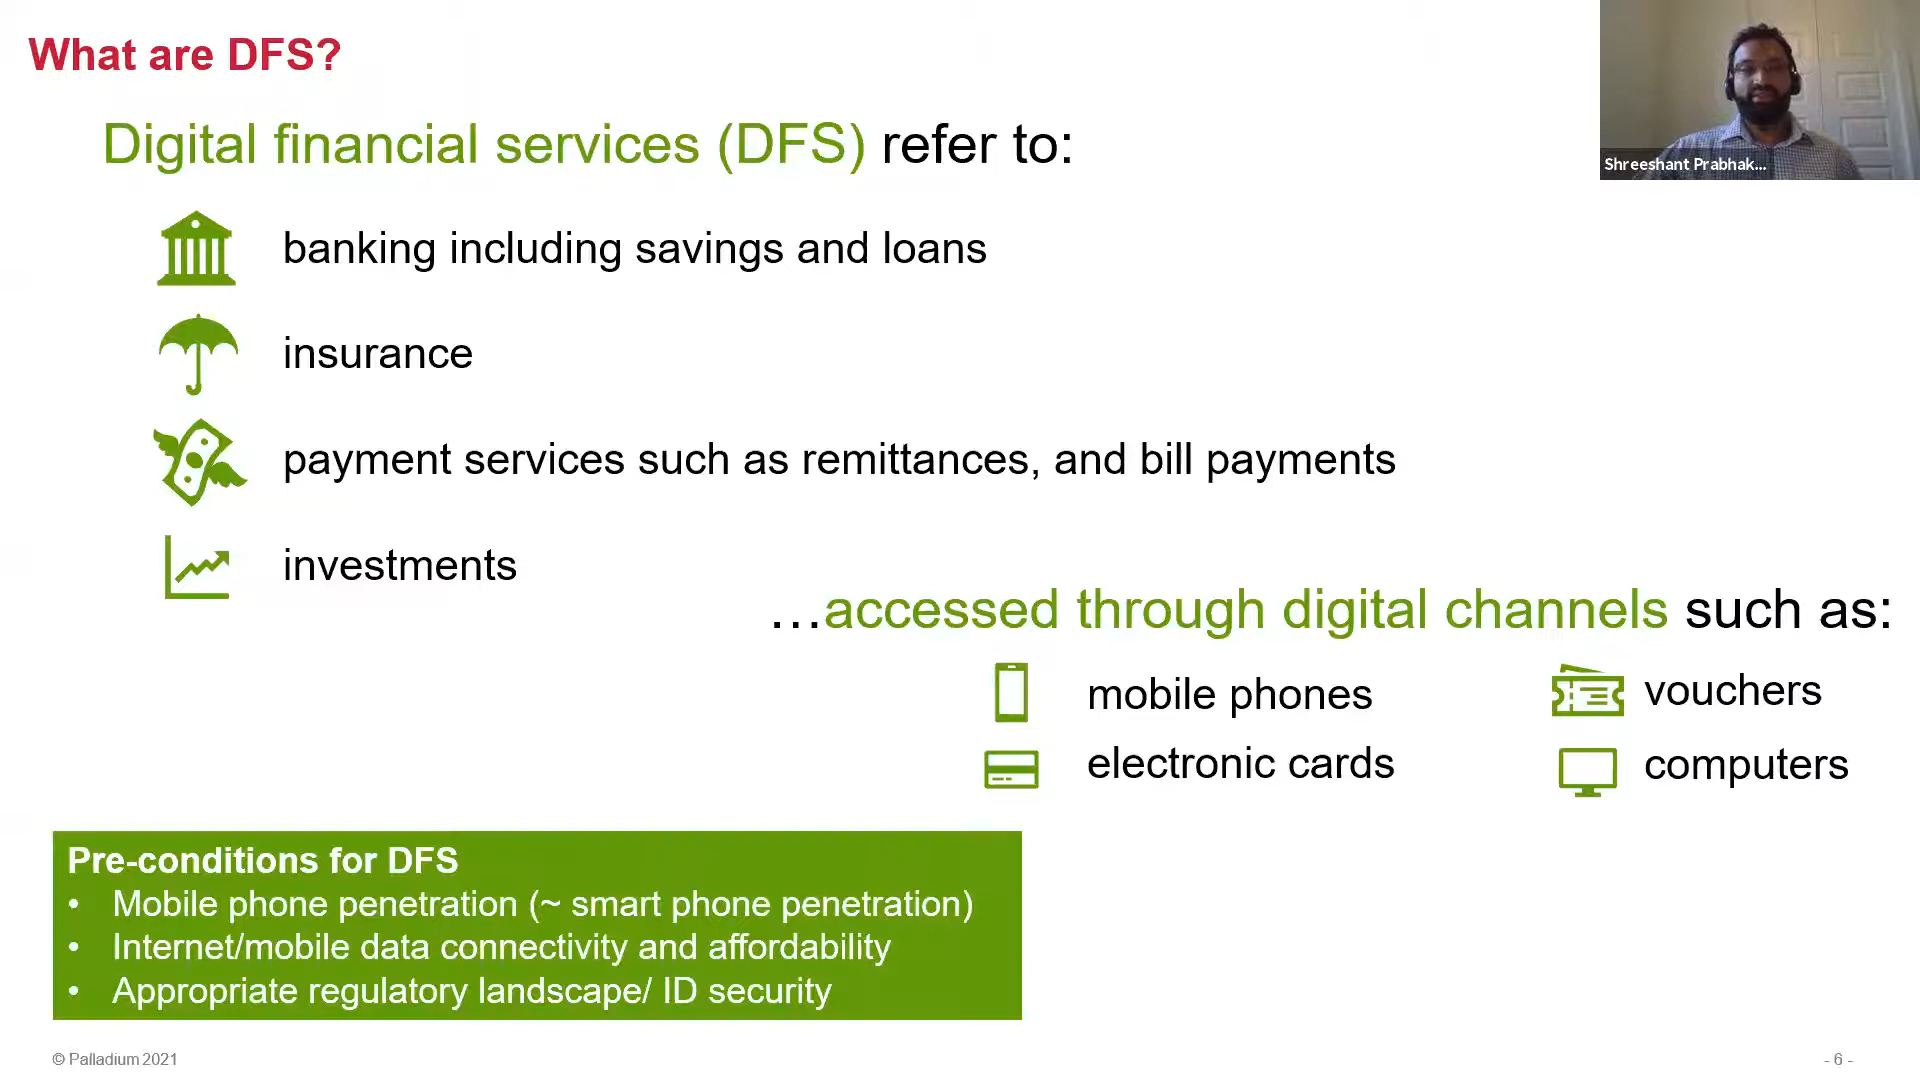 What are DFS?
Shreeshant Prabhak...
Digital financial services (DFS) refer to:
banking including savings and loans
insurance
payment services such as remittances, and bill payments
investments
...accessed through digital channels such as:
mobile phones
vouchers
electronic cards
computers
Pre-conditions for DFS
• Mobile phone penetration (~ smart phone penetration)
• Internet/mobile data connectivity and affordability
• Appropriate regulatory landscape/ ID security
© Palladium 2021
- 6 -